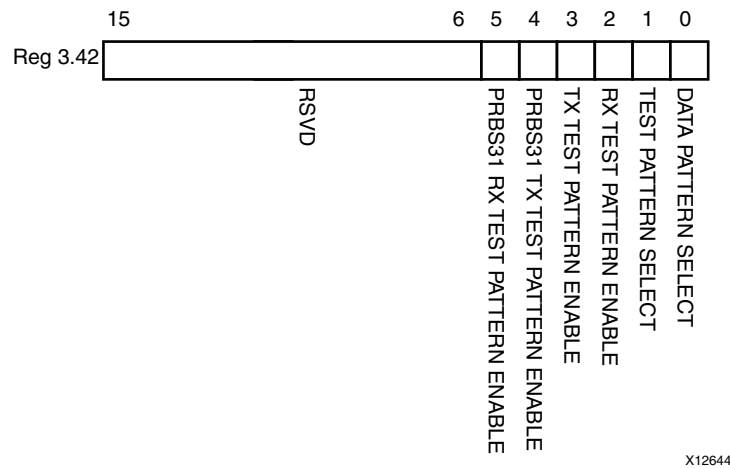 15 6 5 4 3 2 1 0
Reg 3.42
RSVD
PRBS31 RX TEST PATTERN ENABLE
PRBS31 TX TEST PATTERN ENABLE
TX TEST PATTERN ENABLE
RX TEST PATTERN ENABLE
TEST PATTERN SELECT
DATA PATTERN SELECT
X12644